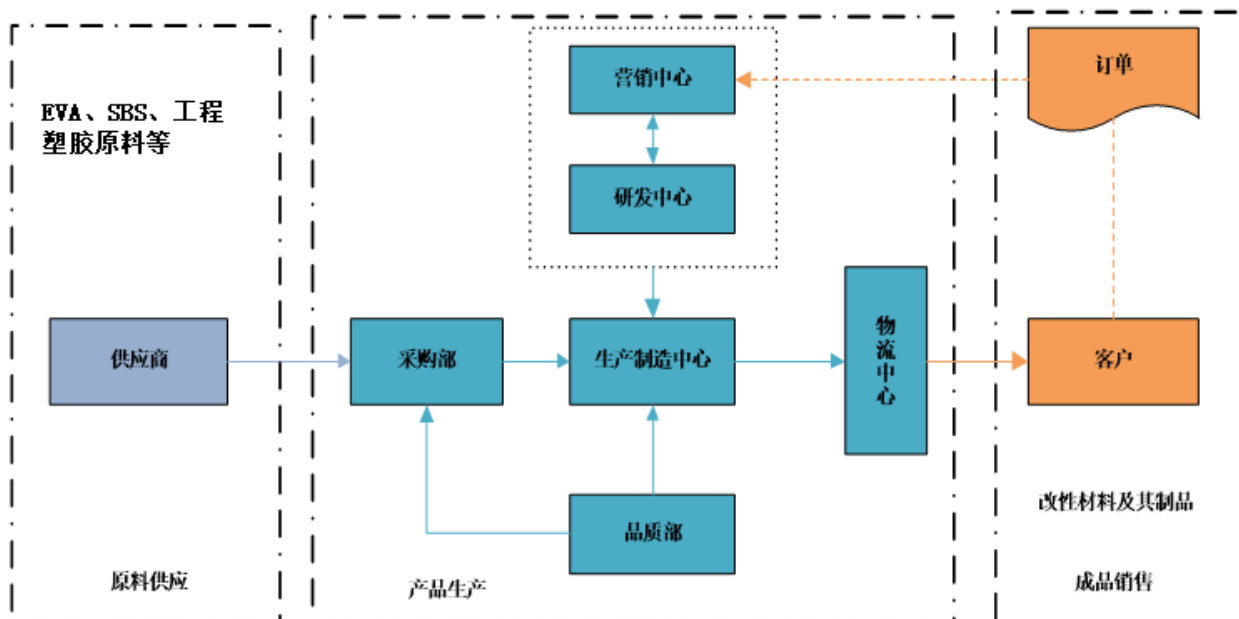 EVA、SBS、工程
塑胶原料等
供应商
原料供应
营销中心
研发中心
采购部
生产制造中心
物流中心
品质部
产品生产
订单
客户
改性材料及其制品
成品销售